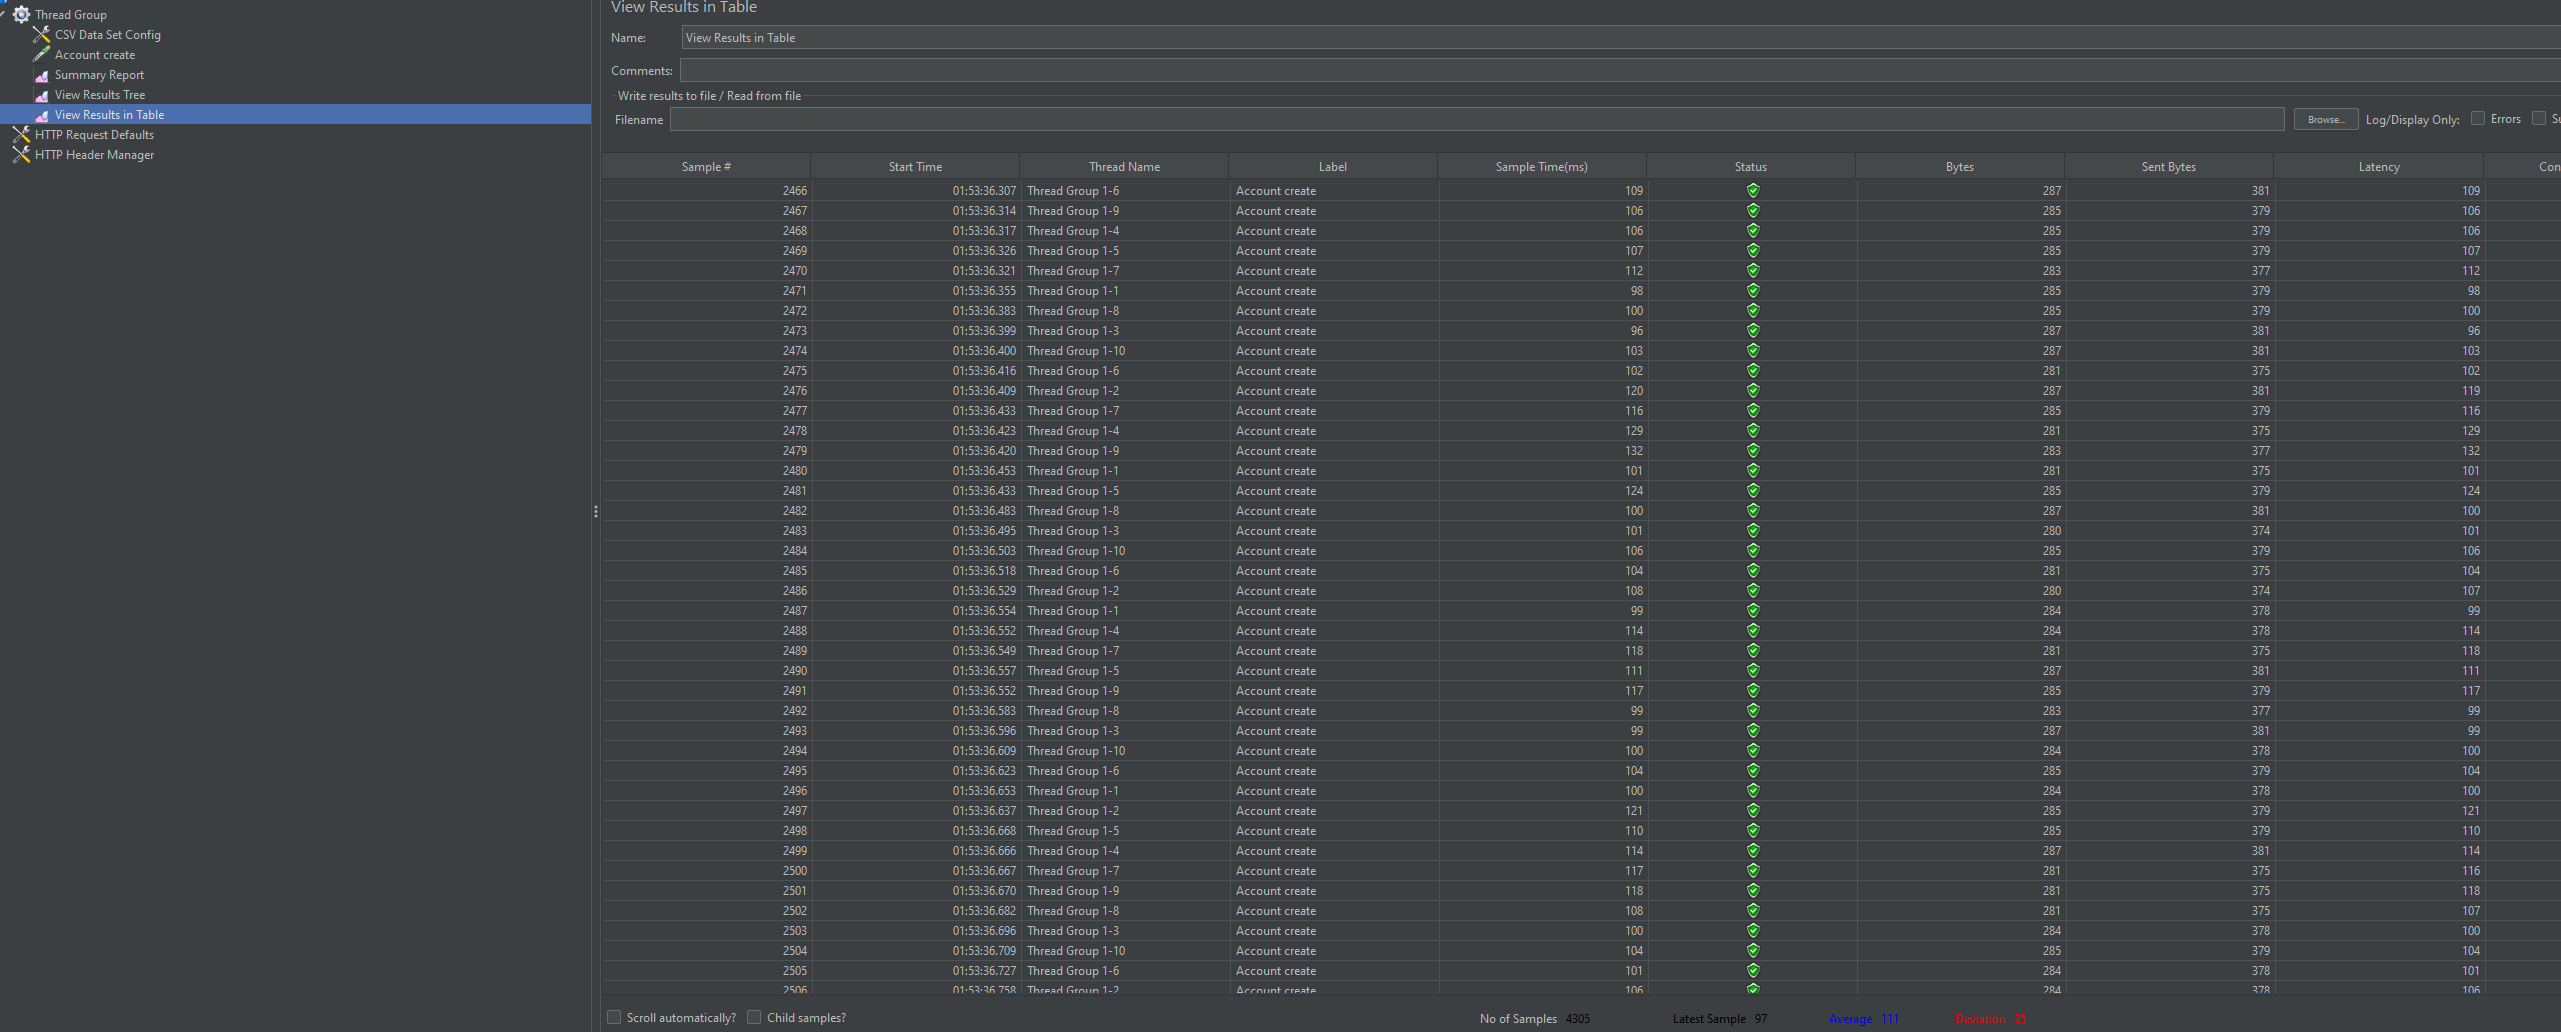 Thread Group
CSV Data Set Config
Account create
Summary Report
View Results Tree
View Results in Table
HTTP Request Defaults
HTTP Header Manager
View Results in Table
Name: View Results in Table
Comments:
Write results to file / Read from file
Filename Browse... Log/Display Only: Errors Su
Sample # Start Time Thread Name Label Sample Time(ms) Status Bytes Sent Bytes Latency Con
2466 01:53:36.307 Thread Group 1-6 Account create 109 287 381 109
2467 01:53:36.314 Thread Group 1-9 Account create 106 285 379 106
2468 01:53:36.317 Thread Group 1-4 Account create 106 285 379 106
2469 01:53:36.326 Thread Group 1-5 Account create 107 285 379 107
2470 01:53:36.321 Thread Group 1-7 Account create 112 283 377 112
2471 01:53:36.355 Thread Group 1-1 Account create 98 285 379 98
2472 01:53:36.383 Thread Group 1-8 Account create 100 285 379 100
2473 01:53:36.399 Thread Group 1-3 Account create 96 287 381 96
2474 01:53:36.400 Thread Group 1-10 Account create 103 287 381 103
2475 01:53:36.416 Thread Group 1-6 Account create 102 281 375 102
2476 01:53:36.409 Thread Group 1-2 Account create 120 287 381 119
2477 01:53:36.433 Thread Group 1-7 Account create 116 285 379 116
2478 01:53:36.423 Thread Group 1-4 Account create 129 281 375 129
2479 01:53:36.420 Thread Group 1-9 Account create 132 283 377 132
2480 01:53:36.453 Thread Group 1-1 Account create 101 281 375 101
2481 01:53:36.433 Thread Group 1-5 Account create 124 285 379 124
2482 01:53:36.483 Thread Group 1-8 Account create 100 287 381 100
2483 01:53:36.495 Thread Group 1-3 Account create 101 280 374 101
2484 01:53:36.503 Thread Group 1-10 Account create 106 285 379 106
2485 01:53:36.518 Thread Group 1-6 Account create 104 281 375 104
2486 01:53:36.529 Thread Group 1-2 Account create 108 280 374 107
2487 01:53:36.554 Thread Group 1-1 Account create 99 284 378 99
2488 01:53:36.552 Thread Group 1-4 Account create 114 284 378 114
2489 01:53:36.549 Thread Group 1-7 Account create 118 281 375 118
2490 01:53:36.557 Thread Group 1-5 Account create 111 287 381 111
2491 01:53:36.552 Thread Group 1-9 Account create 117 285 379 117
2492 01:53:36.583 Thread Group 1-8 Account create 99 283 377 99
2493 01:53:36.596 Thread Group 1-3 Account create 99 287 381 99
2494 01:53:36.609 Thread Group 1-10 Account create 100 284 378 100
2495 01:53:36.623 Thread Group 1-6 Account create 104 285 379 104
2496 01:53:36.653 Thread Group 1-1 Account create 100 284 378 100
2497 01:53:36.637 Thread Group 1-2 Account create 121 285 379 121
2498 01:53:36.668 Thread Group 1-5 Account create 110 285 379 110
2499 01:53:36.666 Thread Group 1-4 Account create 114 287 381 114
2500 01:53:36.667 Thread Group 1-7 Account create 117 281 375 116
2501 01:53:36.670 Thread Group 1-9 Account create 118 281 375 118
2502 01:53:36.682 Thread Group 1-8 Account create 108 281 375 107
2503 01:53:36.696 Thread Group 1-3 Account create 100 284 378 100
2504 01:53:36.709 Thread Group 1-10 Account create 104 285 379 104
2505 01:53:36.727 Thread Group 1-6 Account create 101 284 378 101
2506 01:53:36.758 Thread Group 1-2 Account create 106 284 378 106
Scroll automatically? Child samples? No of Samples 4305 Latest Sample 97 Average 111 Deviation 25